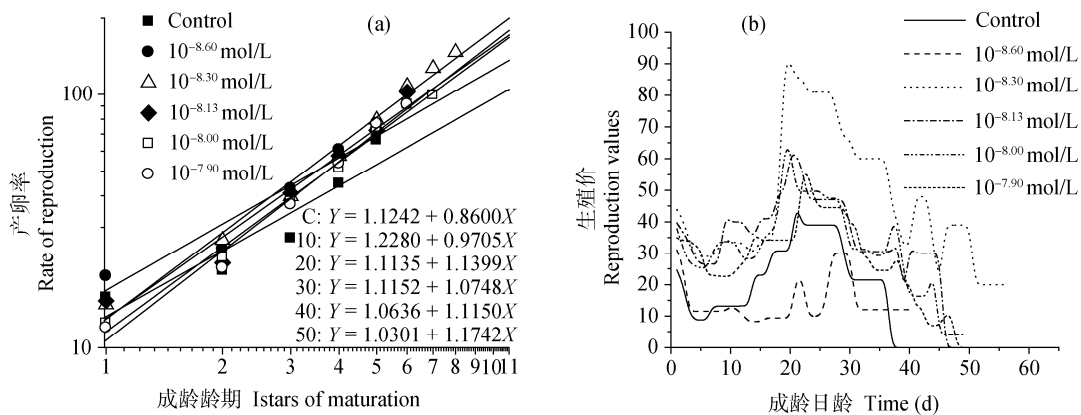 (a)
Control
10⁻⁸·⁶⁰ mol/L
10⁻⁸·³⁰ mol/L
10⁻⁸·¹³ mol/L
10⁻⁸·⁰⁰ mol/L
10⁻⁷·⁹⁰ mol/L
100
10
产卵率
Rate of reproduction
C: Y = 1.1242 + 0.8600X
10: Y = 1.2280 + 0.9705X
20: Y = 1.1135 + 1.1399X
30: Y = 1.1152 + 1.0748X
40: Y = 1.0636 + 1.1150X
50: Y = 1.0301 + 1.1742X
1 2 3 4 5 6 7 8 9 10 11
成龄龄期 Istars of maturation
(b)
Control
10⁻⁸·⁶⁰ mol/L
10⁻⁸·³⁰ mol/L
10⁻⁸·¹³ mol/L
10⁻⁸·⁰⁰ mol/L
10⁻⁷·⁹⁰ mol/L
100
90
80
70
60
50
40
30
20
10
0
生殖价
Reproduction values
0 10 20 30 40 50 60
成龄日龄 Time (d)